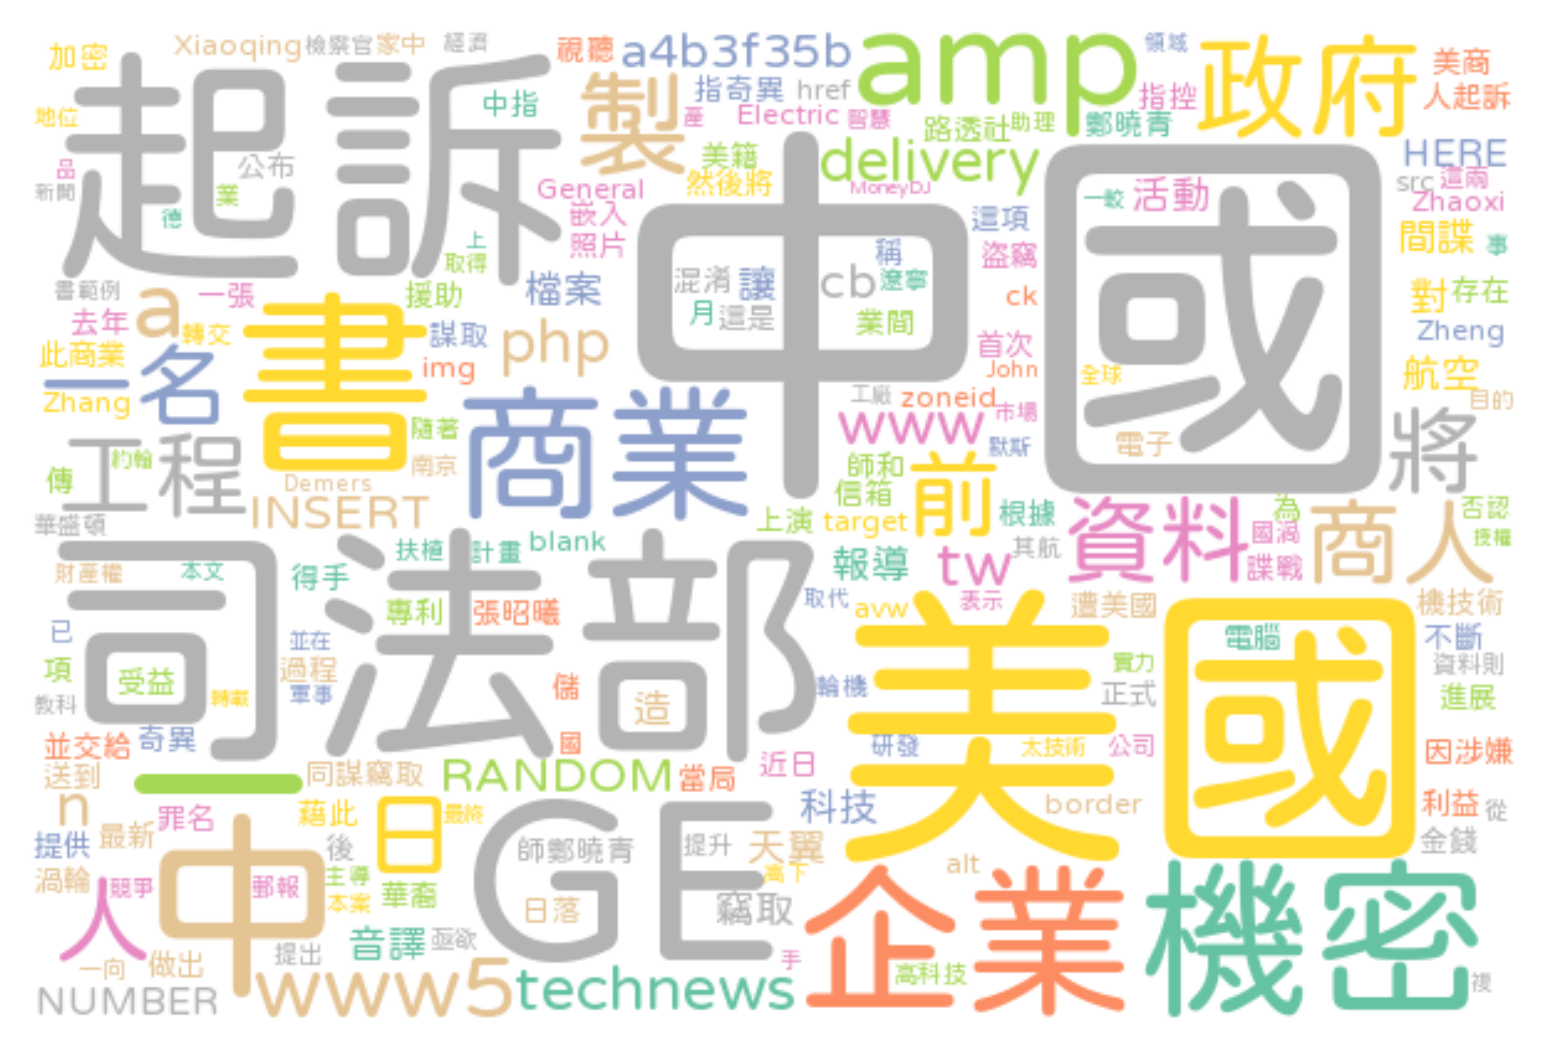 加密
Xiaoqing
檢察官
家中
經濟
視聽
a4b3f35b
amp
領域
政府
美商
人起訴
地位
起訴
中指
製
指奇異
href
指控
產
Electric
智慧
路透社
助理
鄭曉青
品
公布
美籍
delivery
中國
HERE
新聞
業
General
然後將
MoneyDJ
一較
活動
src
這兩
Zhaoxi
德
嵌入
這項
間諜
事
上
照片
稱
盜竊
取得
混淆
讓
cb
遼寧
書範例
a
一張
援助
檔案
月
這是
業間
ck
對
存在
去年
轉交
書
謀取
php
首次
Zheng
此商業
一名
img
John
全球
航空
Zhang
商業
工廠
zoneid
市場
目的
工程
隨著
www
默斯
電子
將
約翰
南京
師和
傳
Demers
信箱
前
INSERT
上演
target
根據
資料
為
商人
否認
華盛頓
國渦
授權
司法部
扶植
計畫
blank
報導
tw
其航
諜戰
財產權
本文
得手
取代
avw
表示
遭美國
機技術
專利
張昭曦
美國
已
並在
電腦
不斷
項
受益
過程
實力
資料則
教科
轉載
軍事
儲
造
輪機
正式
進展
並交給
奇異
國
研發
太技術
公司
因涉嫌
送到
同謀竊取
RANDOM
當局
近日
n
罪名
藉此
日
最終
GE
科技
border
利益
從
提供
最新
中
後
師鄭曉青
提升
天翼
金錢
渦輪
人
競爭
郵報
主導
高下
alt
本案
華裔
日落
竊取
企業
機密
一向
做出
提出
音譯
亟欲
手
高科技
複
NUMBER
www5
technews